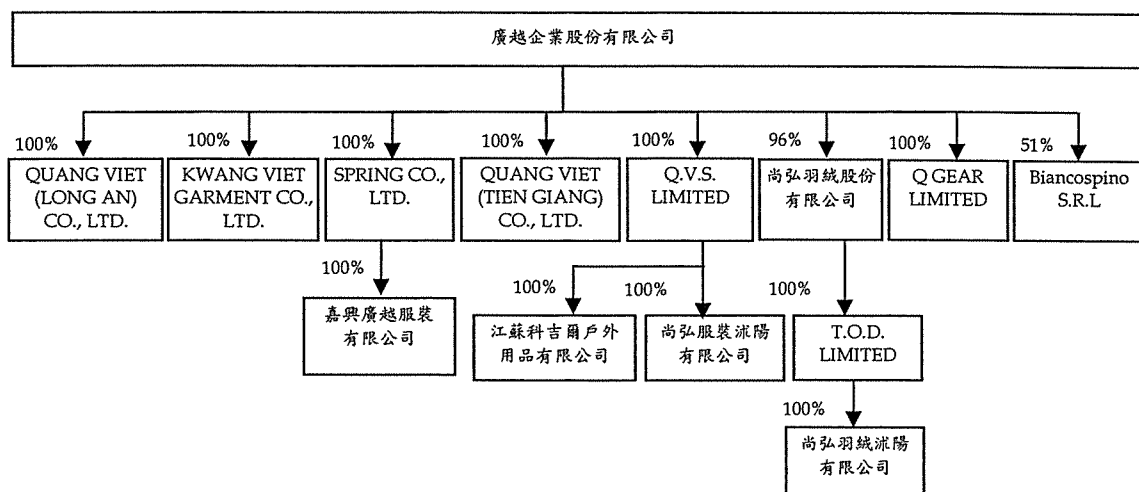 廣越企業股份有限公司
100%
100%
100%
100%
100%
96%
100%
51%
QUANG VIET
(LONG AN)
CO., LTD.
KWANG VIET
GARMENT CO.,
LTD.
SPRING CO.,
LTD.
QUANG VIET
(TIEN GIANG)
CO., LTD.
Q.V.S.
LIMITED
尚弘羽絨股份
有限公司
Q GEAR
LIMITED
Biancospino
S.R.L
100%
100%
100%
100%
嘉興廣越服裝
有限公司
江蘇科吉爾戶外
用品有限公司
尚弘服裝沭陽
有限公司
T.O.D.
LIMITED
100%
尚弘羽絨沭陽
有限公司